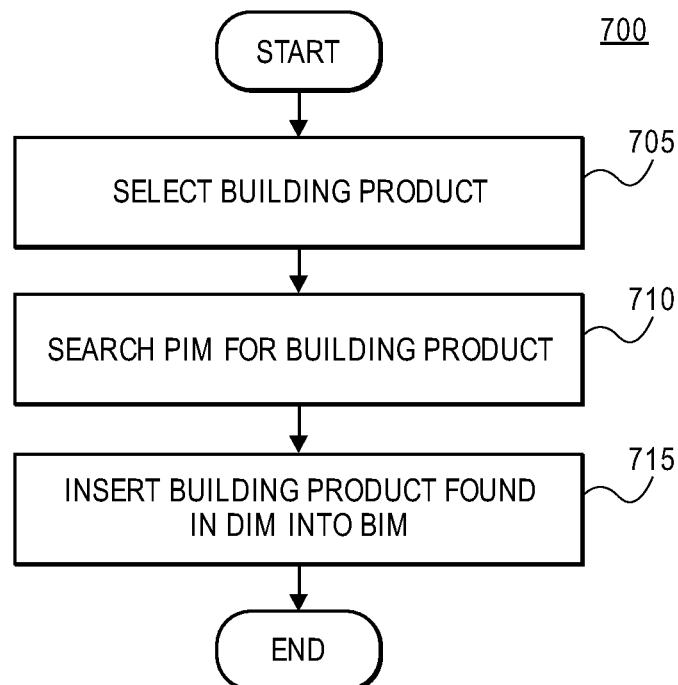 700
START
705
SELECT BUILDING PRODUCT
710
SEARCH PIM FOR BUILDING PRODUCT
715
INSERT BUILDING PRODUCT FOUND
IN DIM INTO BIM
END